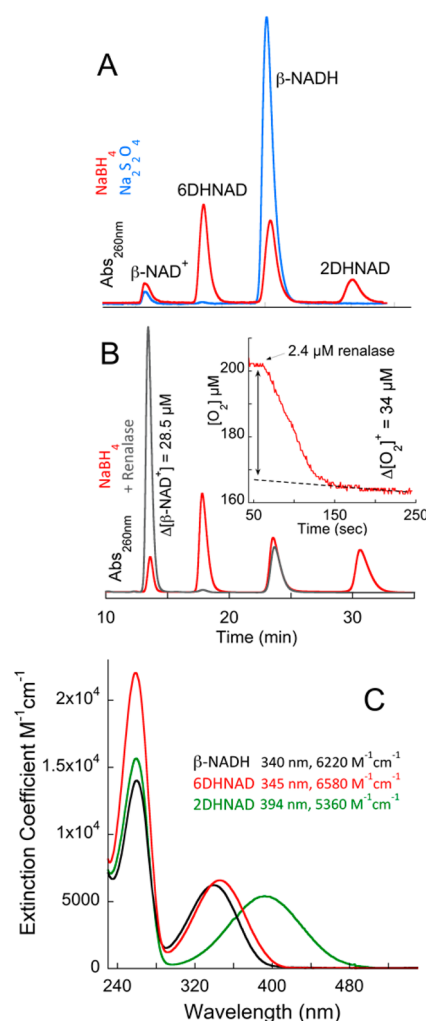 A
β-NADH
NaBH₄
Na₂S₂O₄
6DHNAD
Abs₂₆₀nm
β-NAD⁺
2DHNAD
B
NaBH₄
+ Renalase
Abs₂₆₀nm
Δ[β-NAD⁺] = 28.5 μM
2.4 μM renalase
[O₂] μM
200
180
160
Δ[O₂]⁺ = 34 μM
50 100 150 200 250
Time (sec)
10 20 30
Time (min)
C
Extinction Coefficient M⁻¹cm⁻¹
2x10⁴
1.5x10⁴
1x10⁴
5000
0
β-NADH 340 nm, 6220 M⁻¹cm⁻¹
6DHNAD 345 nm, 6580 M⁻¹cm⁻¹
2DHNAD 394 nm, 5360 M⁻¹cm⁻¹
240 320 400 480
Wavelength (nm)